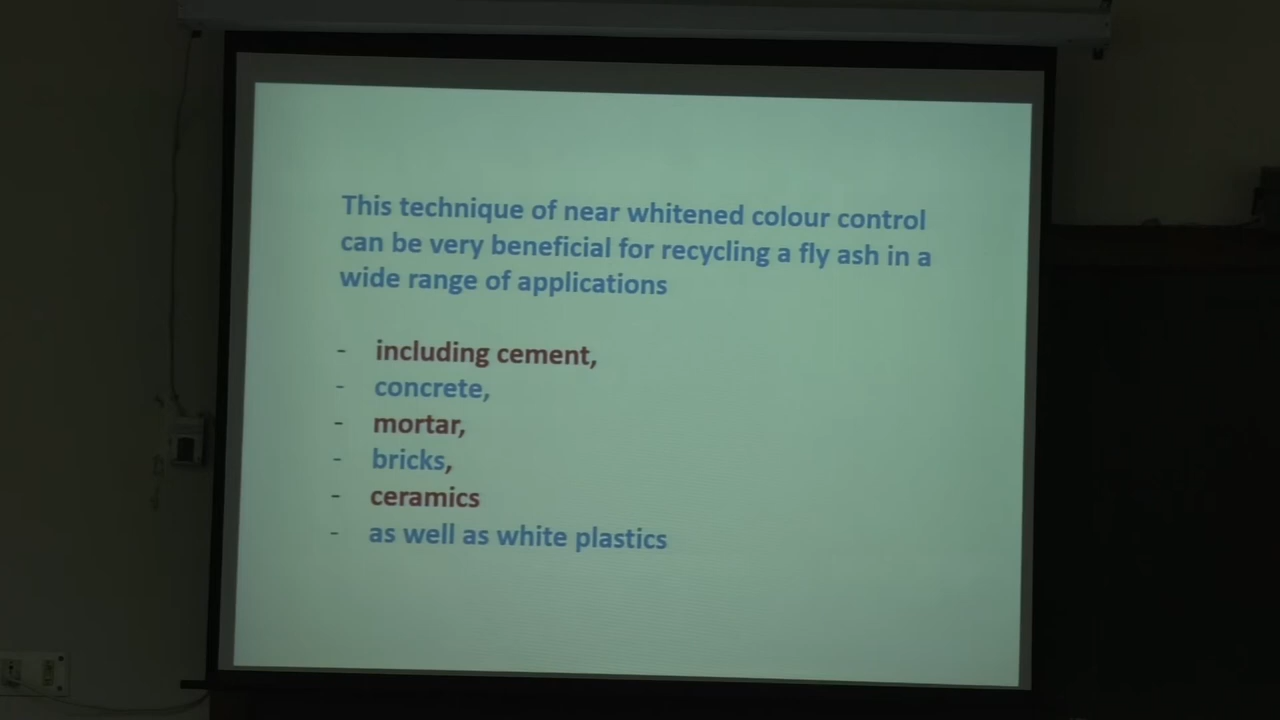 This technique of near whitened colour control
can be very beneficial for recycling a fly ash in a
wide range of applications
- including cement,
- concrete,
- mortar,
- bricks,
- ceramics
- as well as white plastics